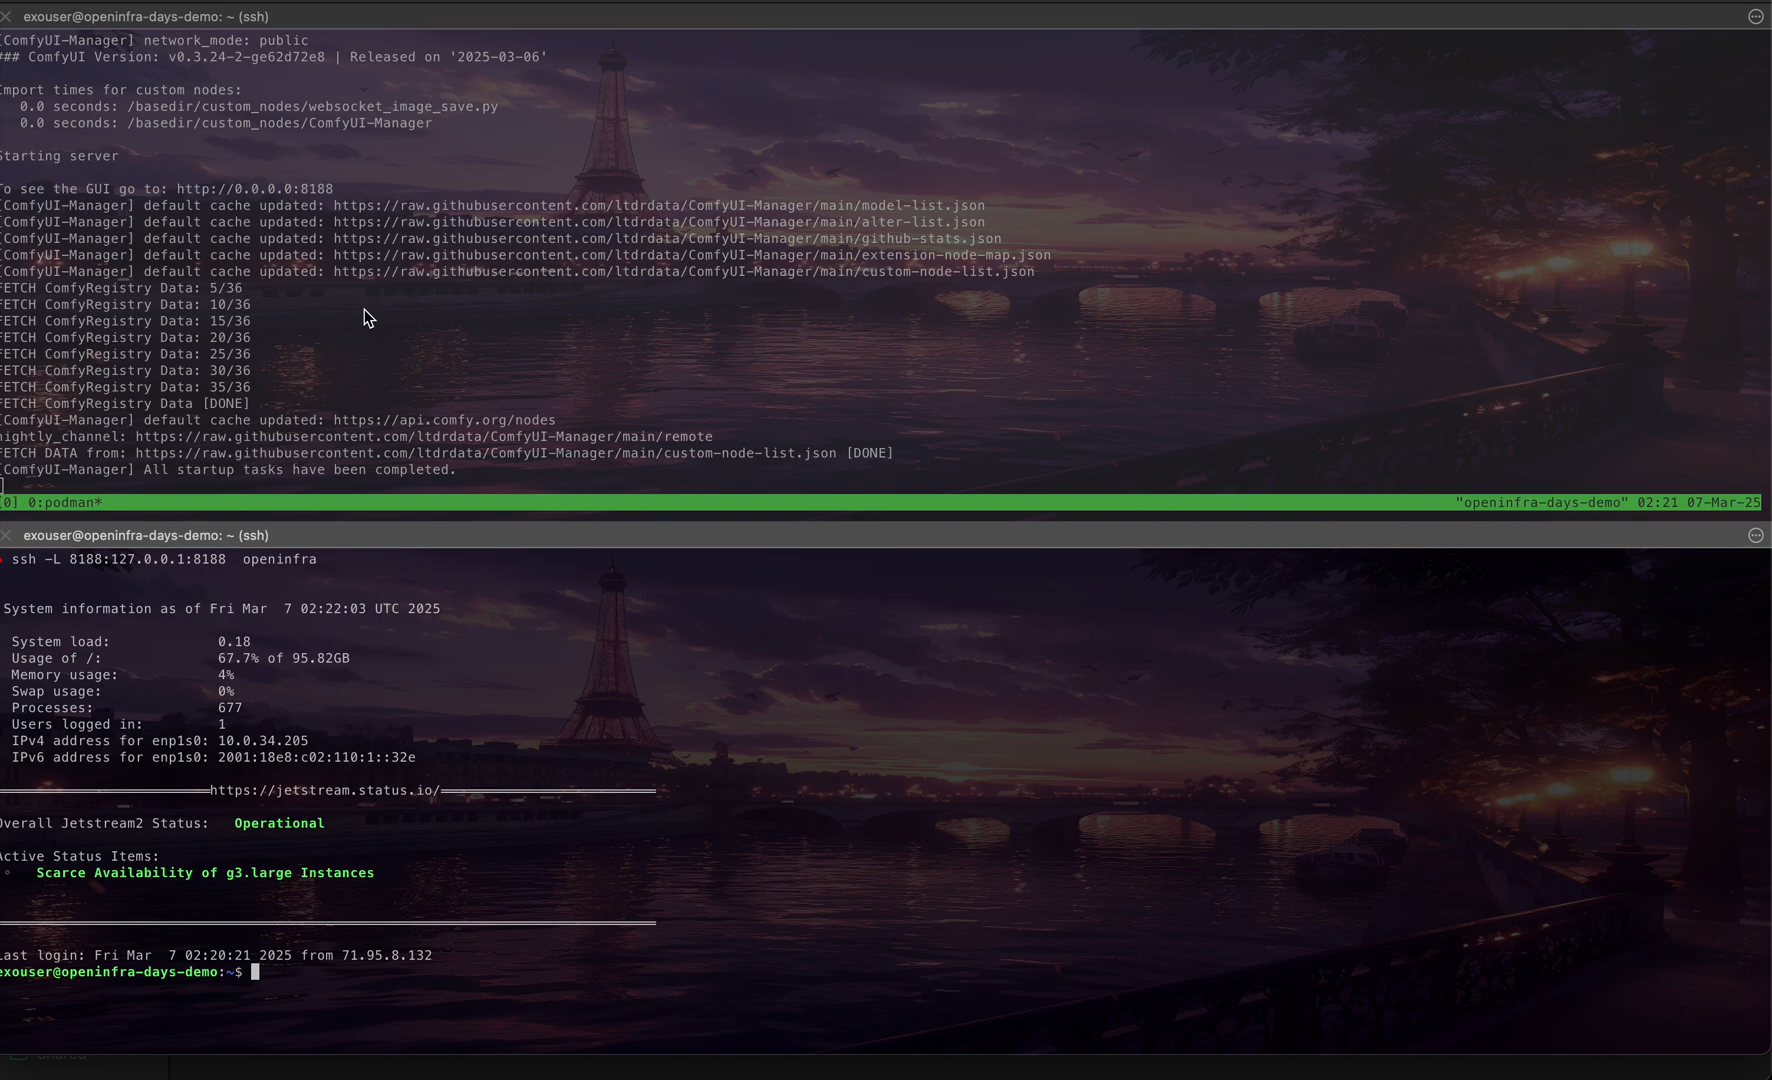 exouser@openinfra-days-demo: ~ (ssh)
[ComfyUI-Manager] network_mode: public
### ComfyUI Version: v0.3.24-2-ge62d72e8 | Released on '2025-03-06'
Import times for custom nodes:
0.0 seconds: /basedir/custom_nodes/websocket_image_save.py
0.0 seconds: /basedir/custom_nodes/ComfyUI-Manager
Starting server
To see the GUI go to: http://0.0.0.0:8188
[ComfyUI-Manager] default cache updated: https://raw.githubusercontent.com/ltdrdata/ComfyUI-Manager/main/model-list.json
[ComfyUI-Manager] default cache updated: https://raw.githubusercontent.com/ltdrdata/ComfyUI-Manager/main/alter-list.json
[ComfyUI-Manager] default cache updated: https://raw.githubusercontent.com/ltdrdata/ComfyUI-Manager/main/github-stats.json
[ComfyUI-Manager] default cache updated: https://raw.githubusercontent.com/ltdrdata/ComfyUI-Manager/main/extension-node-map.json
[ComfyUI-Manager] default cache updated: https://raw.githubusercontent.com/ltdrdata/ComfyUI-Manager/main/custom-node-list.json
FETCH ComfyRegistry Data: 5/36
FETCH ComfyRegistry Data: 10/36
FETCH ComfyRegistry Data: 15/36
FETCH ComfyRegistry Data: 20/36
FETCH ComfyRegistry Data: 25/36
FETCH ComfyRegistry Data: 30/36
FETCH ComfyRegistry Data: 35/36
FETCH ComfyRegistry Data [DONE]
[ComfyUI-Manager] default cache updated: https://api.comfy.org/nodes
nightly_channel: https://raw.githubusercontent.com/ltdrdata/ComfyUI-Manager/main/remote
FETCH DATA from: https://raw.githubusercontent.com/ltdrdata/ComfyUI-Manager/main/custom-node-list.json [DONE]
[ComfyUI-Manager] All startup tasks have been completed.
[0] 0:podman* "openinfra-days-demo" 02:21 07-Mar-25
exouser@openinfra-days-demo: ~ (ssh)
ssh -L 8188:127.0.0.1:8188  openinfra
System information as of Fri Mar  7 02:22:03 UTC 2025
System load: 0.18
Usage of /: 67.7% of 95.82GB
Memory usage: 4%
Swap usage: 0%
Processes: 677
Users logged in: 1
IPv4 address for enp1s0: 10.0.34.205
IPv6 address for enp1s0: 2001:18e8:c02:110:1::32e
https://jetstream.status.io/
Overall Jetstream2 Status: Operational
Active Status Items:
◦ Scarce Availability of g3.large Instances
Last login: Fri Mar  7 02:20:21 2025 from 71.95.8.132
exouser@openinfra-days-demo:~$